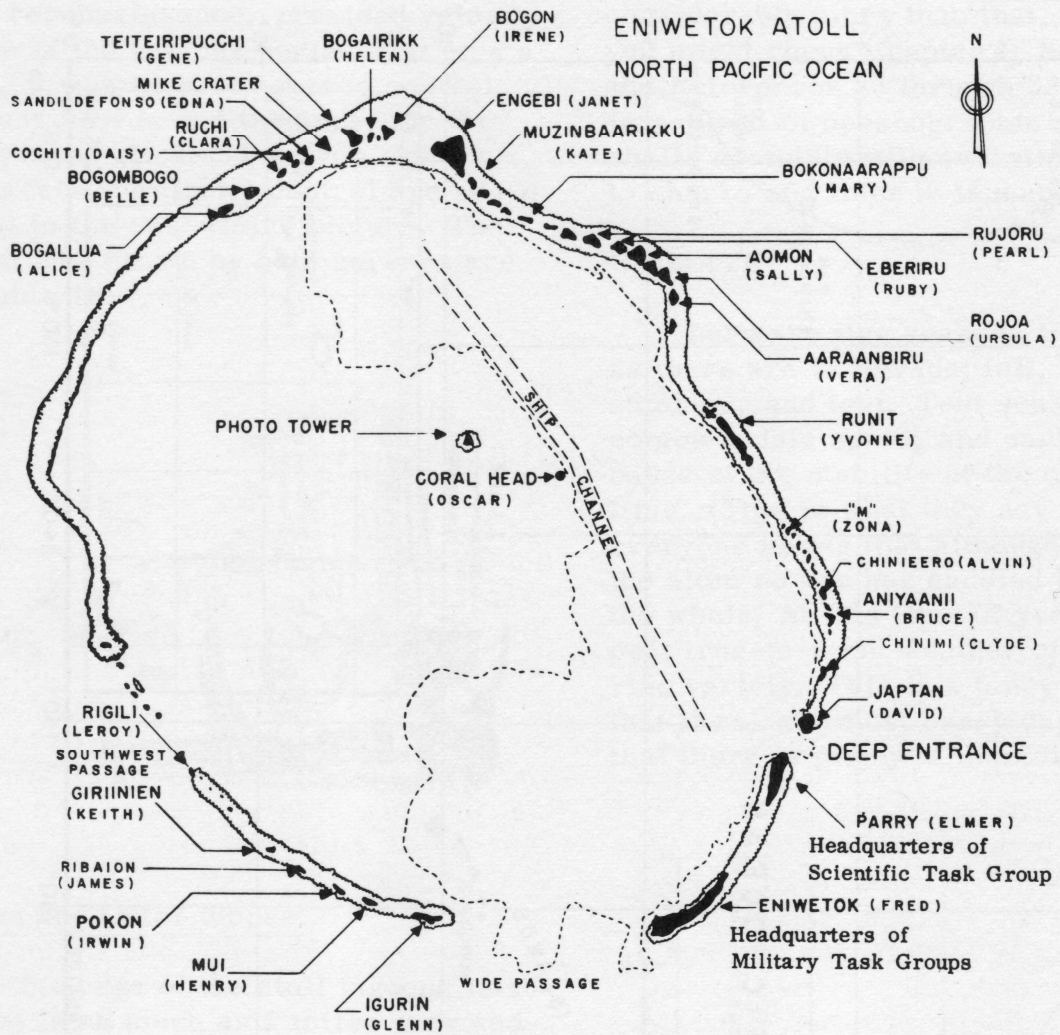 ENIWETOK ATOLL
NORTH PACIFIC OCEAN
N
BOGON
(IRENE)
BOGAIRIKK
(HELEN)
TEITEIRIPUCCHI
(GENE)
MIKE CRATER
SANDILDEFONSO (EDNA)
RUCHI
(CLARA)
COCHITI (DAISY)
BOGOMBOGO
(BELLE)
BOGALLUA
(ALICE)
ENGEBI (JANET)
MUZINBAARIKKU
(KATE)
BOKONAARAPPU
(MARY)
RUJORU
(PEARL)
AOMON
(SALLY)
EBERIRU
(RUBY)
ROJOA
(URSULA)
AARAANBIRU
(VERA)
RUNIT
(YVONNE)
PHOTO TOWER
CORAL HEAD
(OSCAR)
SHIP CHANNEL
"M"
(ZONA)
CHINIEERO (ALVIN)
ANIYAANII
(BRUCE)
CHINIMI (CLYDE)
JAPTAN
(DAVID)
DEEP ENTRANCE
RIGILI
(LEROY)
SOUTHWEST
PASSAGE
GIRIINIEN
(KEITH)
RIBAION
(JAMES)
POKON
(IRWIN)
MUI
(HENRY)
IGURIN
(GLENN)
WIDE PASSAGE
PARRY (ELMER)
Headquarters of
Scientific Task Group
ENIWETOK (FRED)
Headquarters of
Military Task Groups